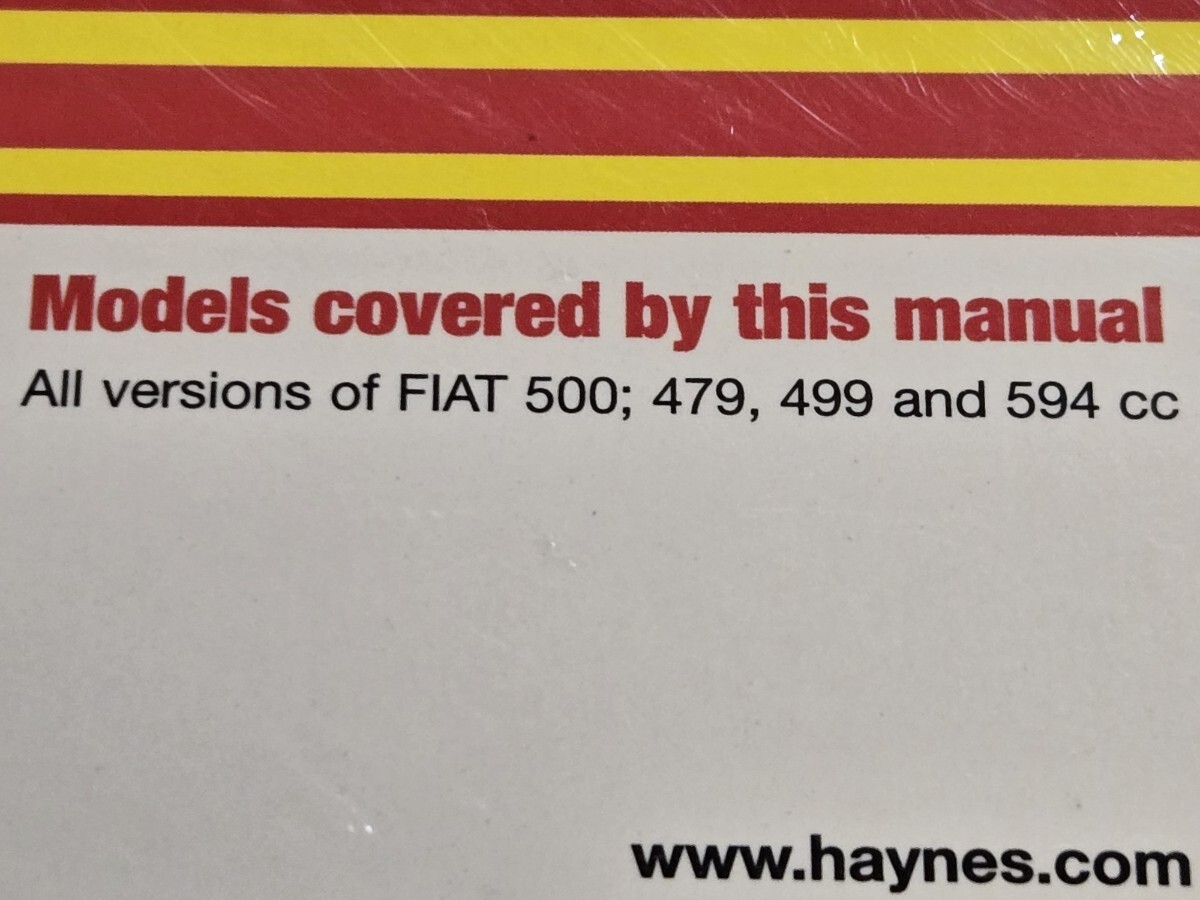 Models covered by this manual
All versions of FIAT 500; 479, 499 and 594 cc
www.haynes.com